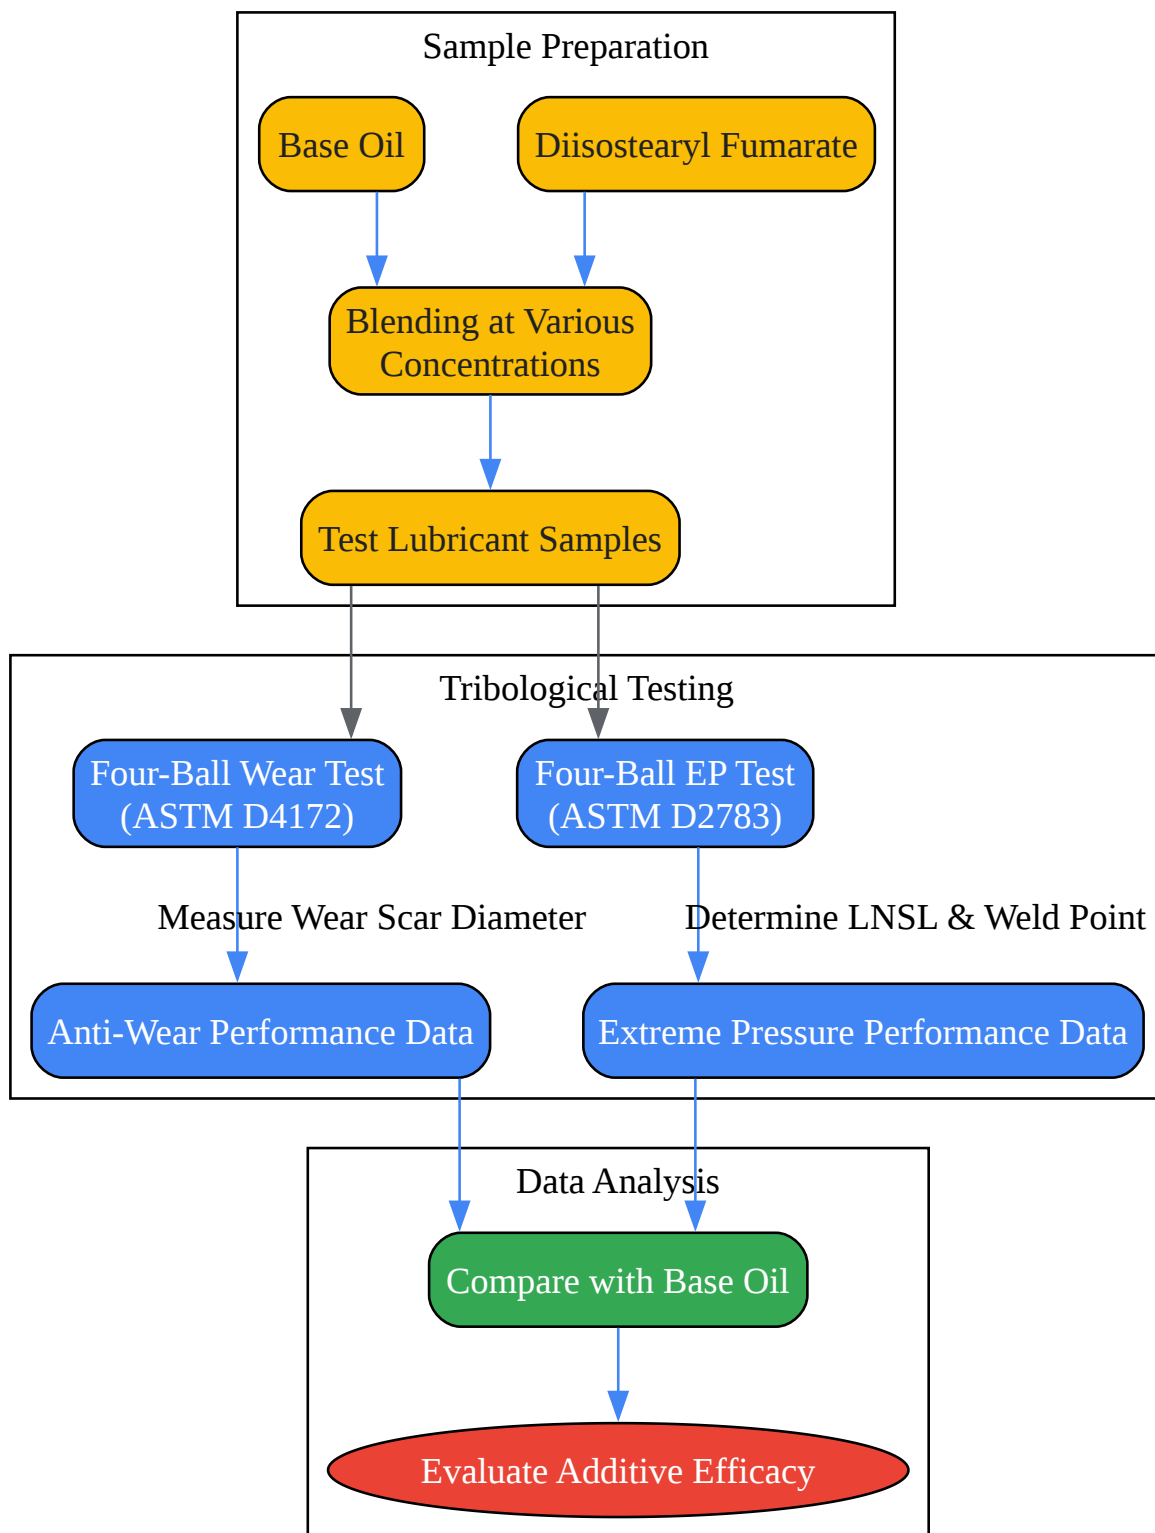 Sample Preparation
Base Oil
Diisostearyl Fumarate
Blending at Various
Concentrations
Test Lubricant Samples
Tribological Testing
Four-Ball Wear Test
(ASTM D4172)
Four-Ball EP Test
(ASTM D2783)
Measure Wear Scar Diameter
Determine LNSL & Weld Point
Anti-Wear Performance Data
Extreme Pressure Performance Data
Data Analysis
Compare with Base Oil
Evaluate Additive Efficacy